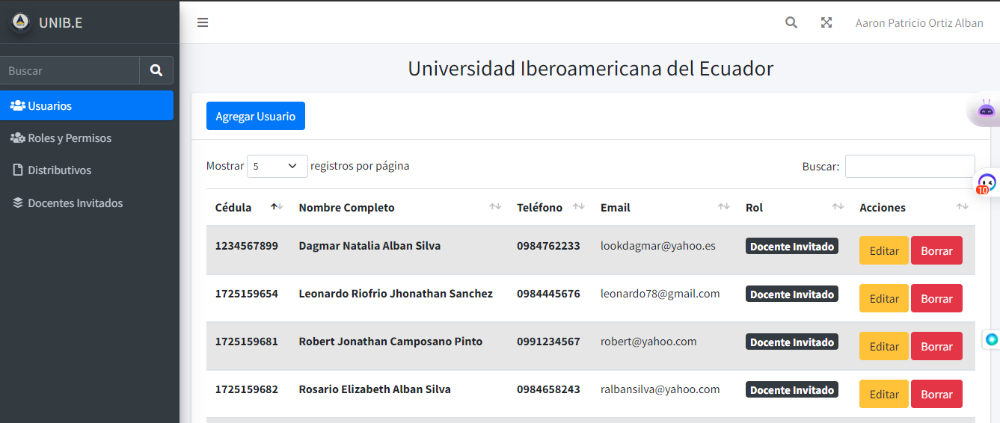 UNIB.E
Aaron Patricio Ortiz Alban
Buscar
Usuarios
Roles y Permisos
Distributivos
Docentes Invitados
Universidad Iberoamericana del Ecuador
Agregar Usuario
Mostrar 5 registros por página
Buscar:
Cédula Nombre Completo Teléfono Email Rol Acciones
1234567899 Dagmar Natalia Alban Silva 0984762233 lookdagmar@yahoo.es Docente Invitado Editar Borrar
1725159654 Leonardo Riofrio Jhonathan Sanchez 0984445676 leonardo78@gmail.com Docente Invitado Editar Borrar
1725159681 Robert Jonathan Camposano Pinto 0991234567 robert@yahoo.com Docente Invitado Editar Borrar
1725159682 Rosario Elizabeth Alban Silva 0984658243 ralbansilva@yahoo.com Docente Invitado Editar Borrar
10